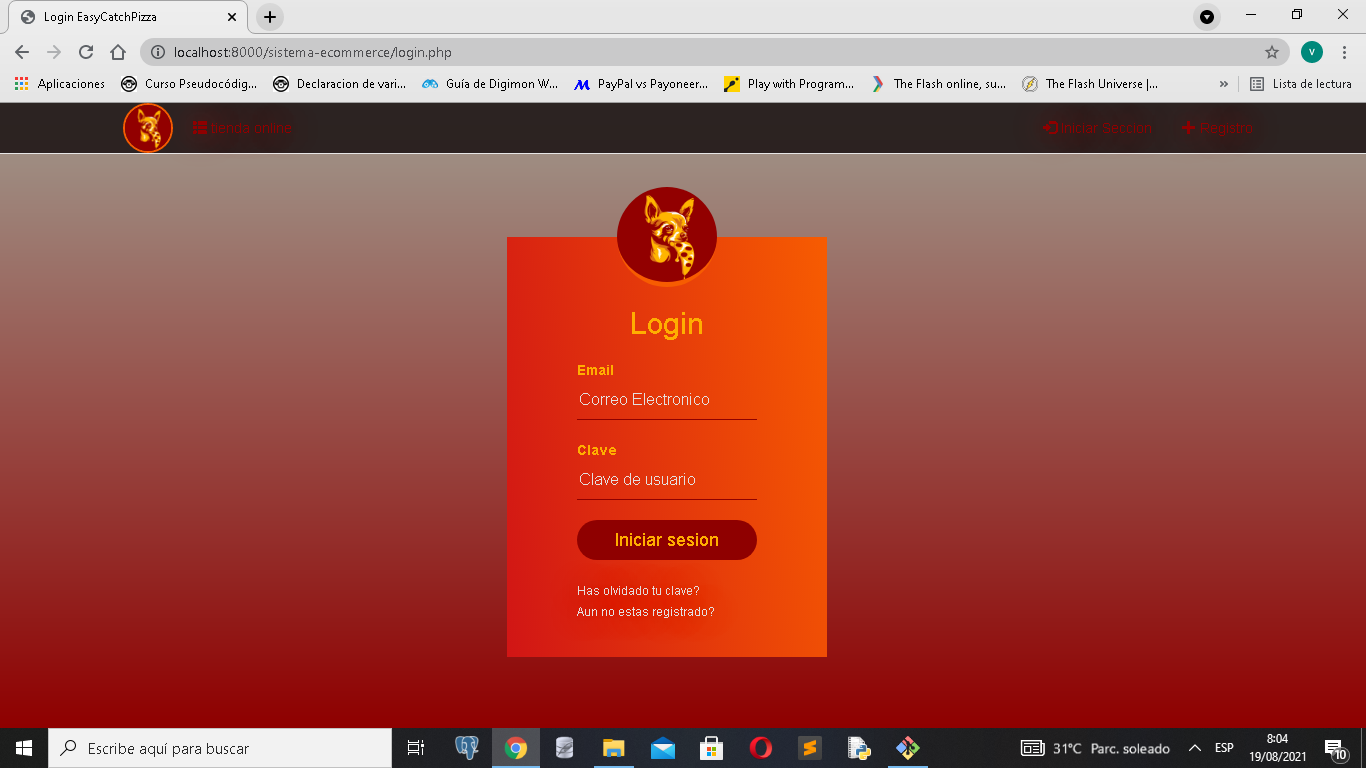 Login EasyCatchPizza
localhost:8000/sistema-ecommerce/login.php
V
Aplicaciones Curso Pseudocódig... Declaracion de vari... Guía de Digimon W... PayPal vs Payoneer... Play with Program... The Flash online, su... The Flash Universe |... » Lista de lectura
tienda online Iniciar Seccion Registro
Login
Email
Correo Electronico
Clave
Clave de usuario
Iniciar sesion
Has olvidado tu clave?
Aun no estas registrado?
Escribe aquí para buscar
31°C Parc. soleado
ESP
8:04
19/08/2021
10